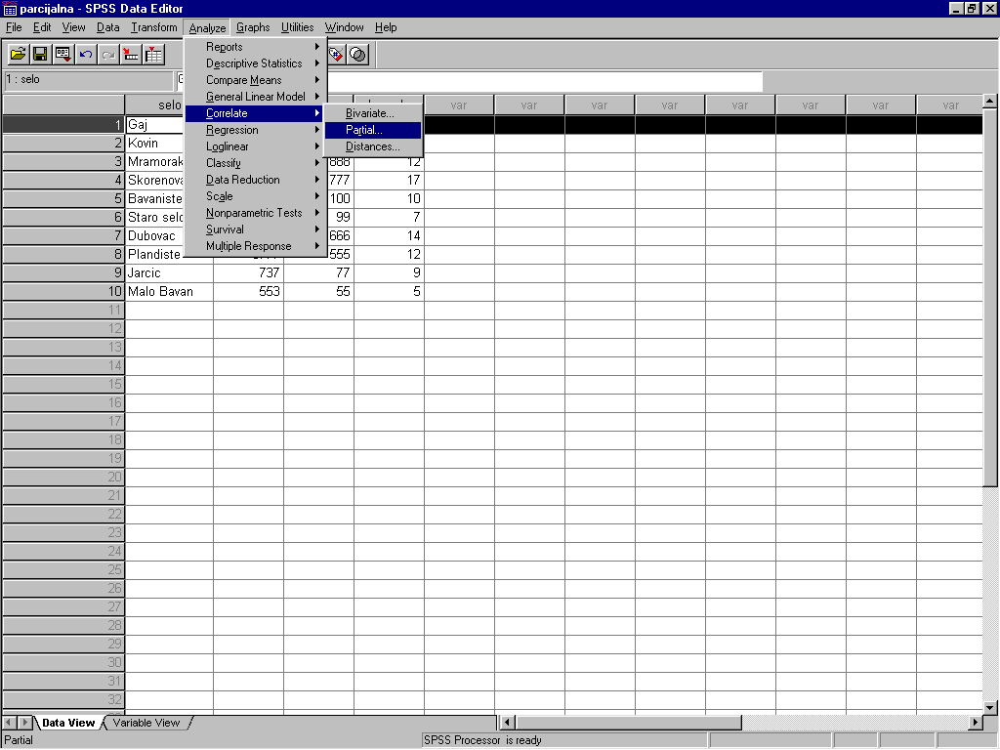 parcijalna - SPSS Data Editor
File Edit View Data Transform Analyze Graphs Utilities Window Help
1 : selo
selo var var var var var var var var
Reports
Descriptive Statistics
Compare Means
General Linear Model
Correlate
Regression
Loglinear
Classify
Data Reduction
Scale
Nonparametric Tests
Survival
Multiple Response
Bivariate...
Partial...
Distances...
1 Gaj
2 Kovin
3 Mramorak 888 12
4 Skorenova 777 17
5 Bavaniste 100 10
6 Staro selo 99 7
7 Dubovac 666 14
8 Plandiste 555 12
9 Jarcic 737 77 9
10 Malo Bavan 553 55 5
11
12
13
14
15
16
17
18
19
20
21
22
23
24
25
26
27
28
29
30
31
32
Data View Variable View
Partial SPSS Processor is ready